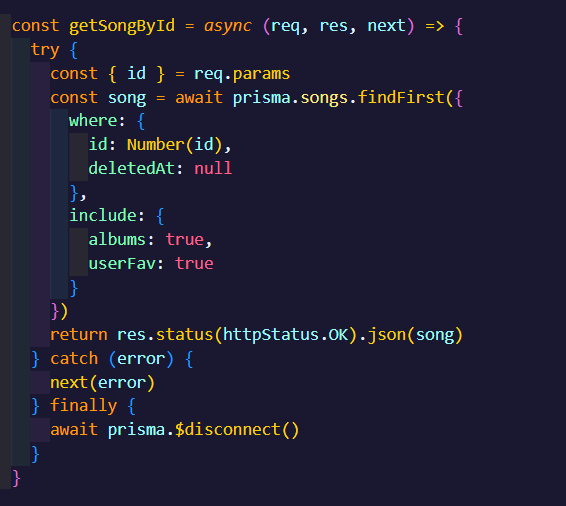 const getSongById = async (req, res, next) => {
  try {
    const { id } = req.params
    const song = await prisma.songs.findFirst({
      where: {
        id: Number(id),
        deletedAt: null
      },
      include: {
        albums: true,
        userFav: true
      }
    })
    return res.status(httpStatus.OK).json(song)
  } catch (error) {
    next(error)
  } finally {
    await prisma.$disconnect()
  }
}